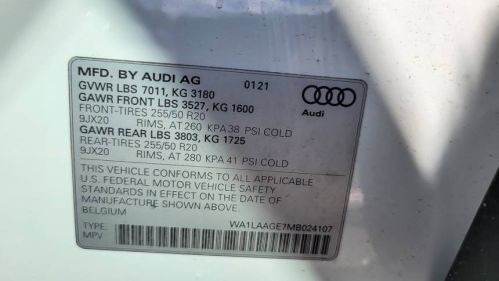 MFD. BY AUDI AG 0121
GVWR LBS 7011, KG 3180
GAWR FRONT LBS 3527, KG 1600
FRONT-TIRES 255/50 R20
9JX20 RIMS, AT 260 KPA 38 PSI COLD
GAWR REAR LBS 3803, KG 1725
REAR-TIRES 255/50 R20
9JX20 RIMS, AT 280 KPA 41 PSI COLD
Audi
THIS VEHICLE CONFORMS TO ALL APPLICABLE
U.S. FEDERAL MOTOR VEHICLE SAFETY
STANDARDS IN EFFECT ON THE DATE OF
MANUFACTURE SHOWN ABOVE.
BELGIUM
WA1LAAGE7MB024107
TYPE:
MPV